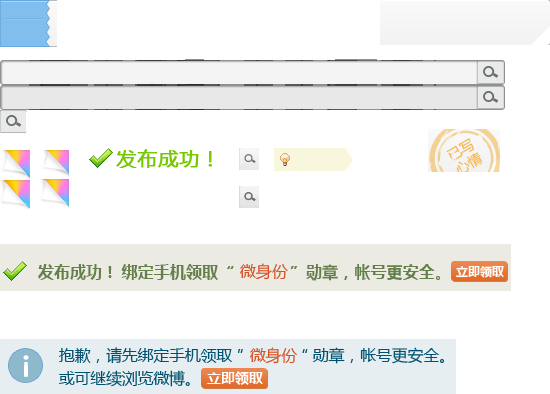 已写
心情
发布成功！
发布成功！绑定手机领取“微身份”勋章，帐号更安。 立即领取
抱歉，请先绑定手机领取”微身份“勋章，帐号更安全。
或可继续浏览微博。 立即领取